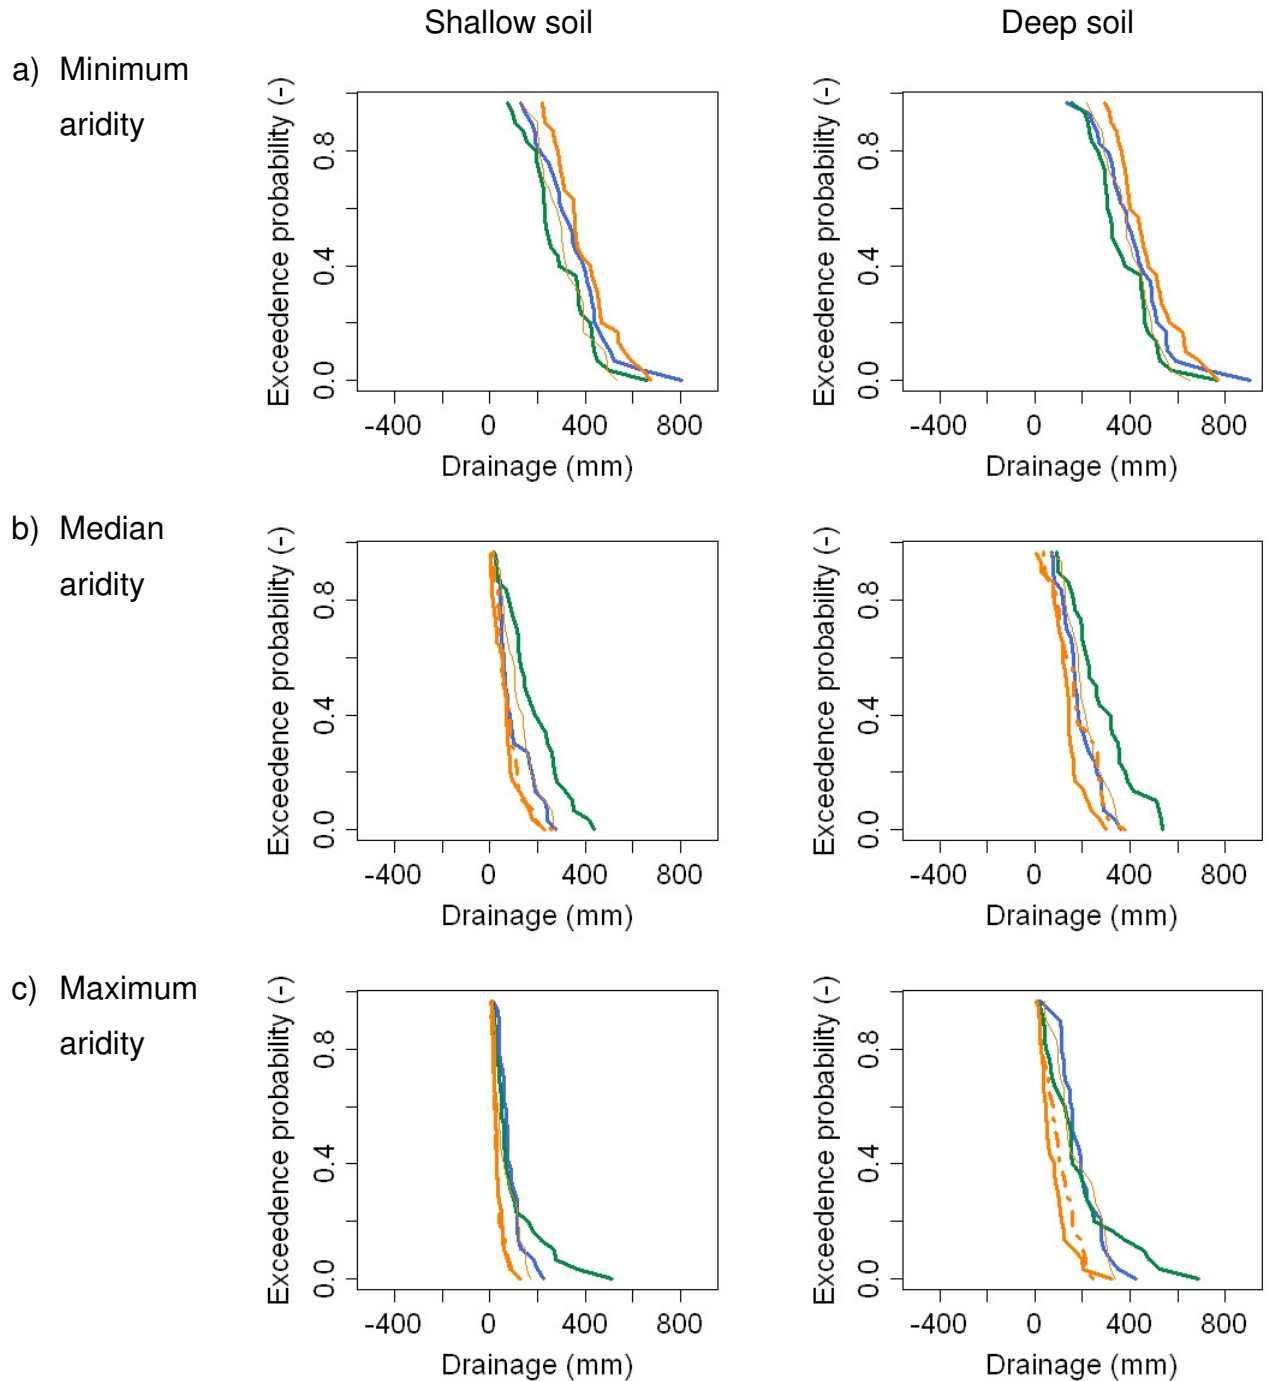 Shallow soil
Deep soil
a) Minimum
aridity
Exceedence probability (-)
0.8
0.4
0.0
-400 0 400 800
Drainage (mm)
Exceedence probability (-)
0.8
0.4
0.0
-400 0 400 800
Drainage (mm)
b) Median
aridity
Exceedence probability (-)
0.8
0.4
0.0
-400 0 400 800
Drainage (mm)
Exceedence probability (-)
0.8
0.4
0.0
-400 0 400 800
Drainage (mm)
c) Maximum
aridity
Exceedence probability (-)
0.8
0.4
0.0
-400 0 400 800
Drainage (mm)
Exceedence probability (-)
0.8
0.4
0.0
-400 0 400 800
Drainage (mm)